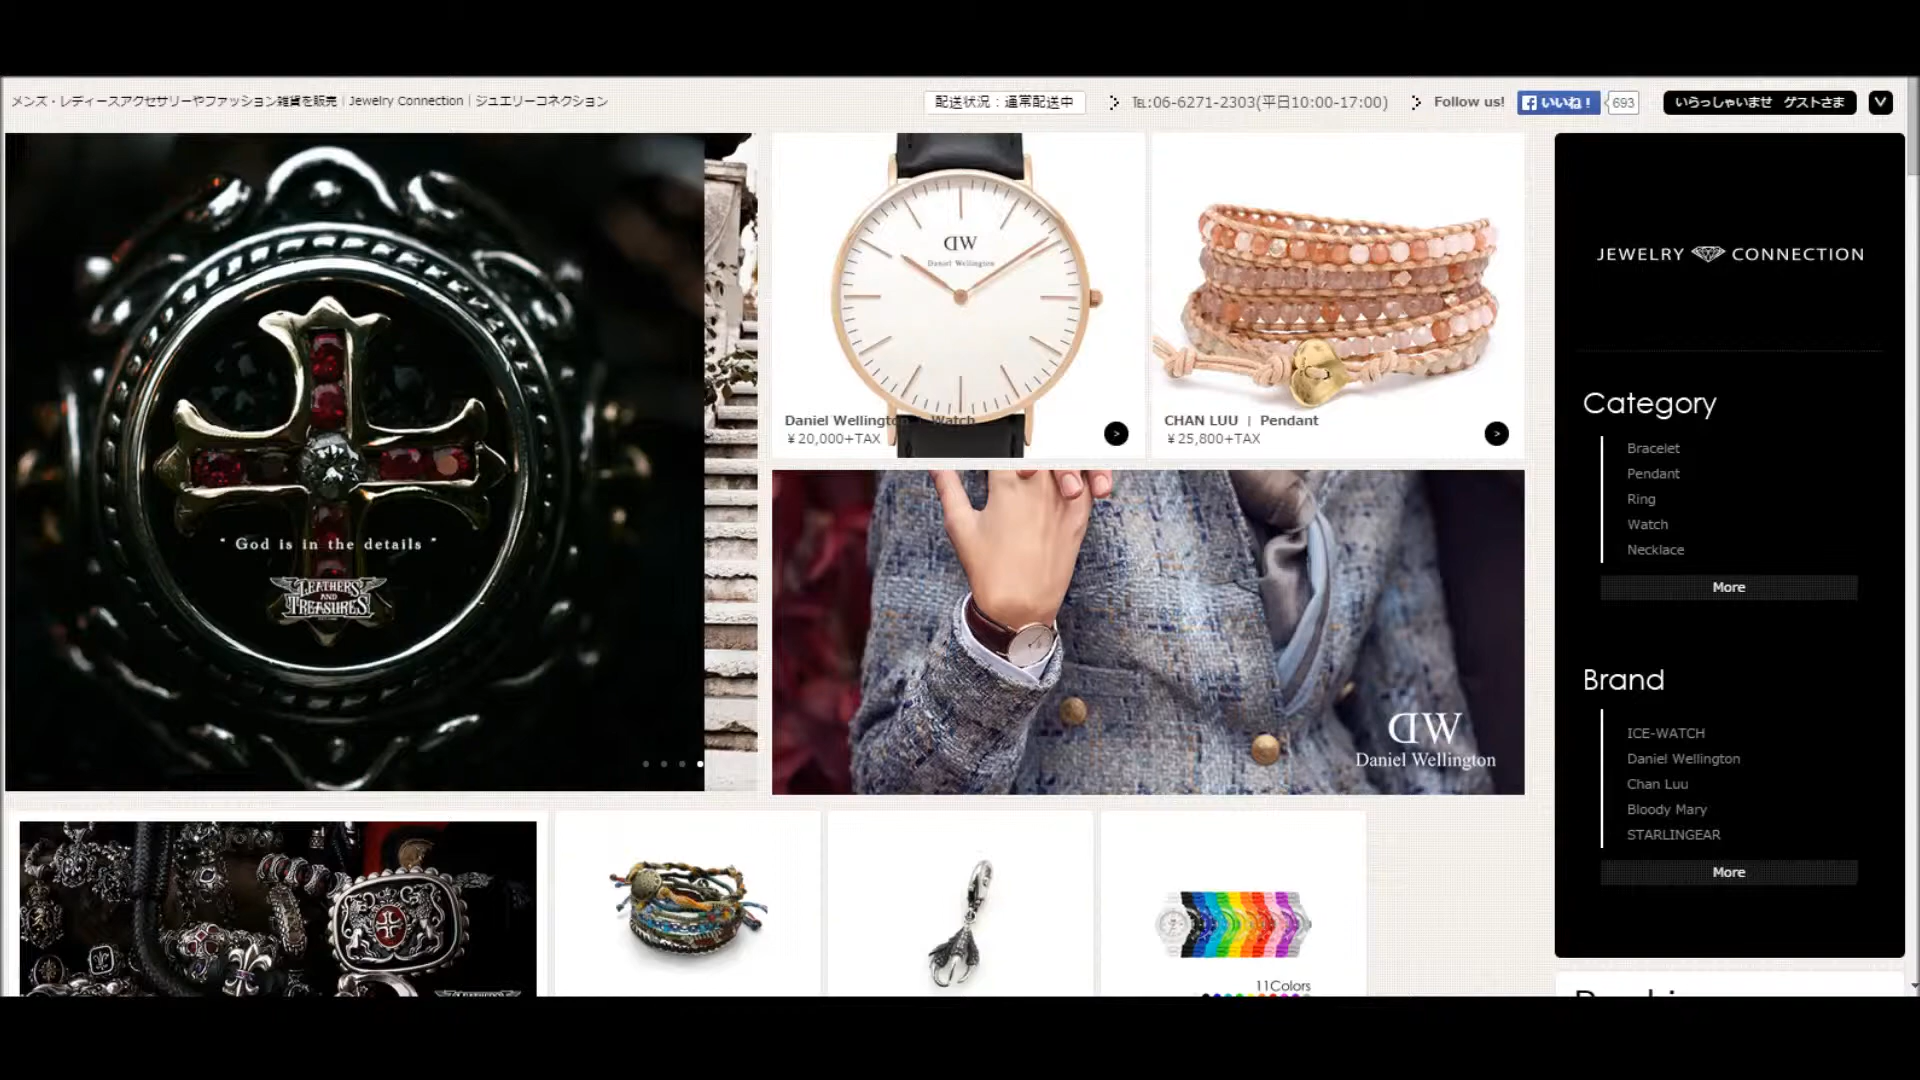 メンズ・レディースアクセサリーやファッション雑貨を販売｜Jewelry Connection｜ジュエリーコネクション
配送状況：通常配送中
℡:06-6271-2303(平日10:00-17:00)
Follow us!
いいね！
693
いらっしゃいませ ゲストさま
" God is in the details "
LEATHERS
AND
TREASURES
DW
Daniel Wellington
Daniel Wellington | Watch
￥20,000+TAX
CHAN LUU | Pendant
￥25,800+TAX
DW
Daniel Wellington
JEWELRY CONNECTION
Category
Bracelet
Pendant
Ring
Watch
Necklace
More
Brand
ICE-WATCH
Daniel Wellington
Chan Luu
Bloody Mary
STARLINGEAR
More
11Colors